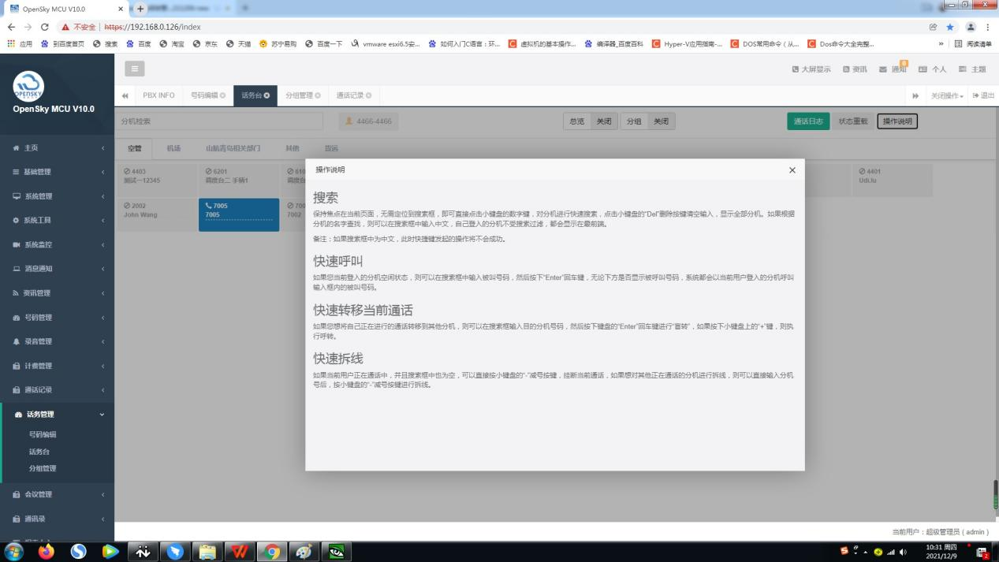 OpenSky MCU V10.0
不安全 | https://192.168.0.126/index
应用 到百度首页 搜索 百度 淘宝 京东 天猫 苏宁易购 百度一下 vmware esxi6.5安... 如何入门C语言：环... 虚拟机的基本操作... 编译器_百度百科 Hyper-V应用指南-... DOS常用命令（从... Dos命令大全完整... » 阅读清单
OPENSKY
OpenSky MCU V10.0
大屏显示 资讯 通知 0 个人 主题
PBX INFO 号码编辑 话务台 分组管理 通话记录 关闭操作 退出
分机检索 4466-4466 总览 关闭 分组 关闭 通话日志 状态重载 操作说明
空管 机场 山航青岛相关部门 其他 货运
4403
测试一12345
6201
调度台二 手柄1
610
调度台
4401
Udi.lu
2002
John Wang
7005
7005
700
7002
主页
基础管理
系统管理
系统工具
系统监控
消息通知
资讯管理
号码管理
录音管理
计费管理
通话记录
话务管理
号码编辑
话务台
分组管理
会议管理
通讯录
操作说明
搜索
保持焦点在当前页面，无需定位到搜索框，即可直接点击小键盘的数字键，对分机进行快速搜索，点击小键盘的“Del”删除按键清空输入，显示全部分机。如果根据
分机的名字查找，则可以在搜索框中输入中文，自己登入的分机不受搜索过滤，都会显示在最前端。
备注：如果搜索框中为中文，此时快捷键发起的操作将不会成功。
快速呼叫
如果您当前登入的分机空闲状态，则可以在搜索框中输入被叫号码，然后按下“Enter”回车键，无论下方是否显示被呼叫号码，系统都会以当前用户登入的分机呼叫
输入框内的被叫号码。
快速转移当前通话
如果您想将自己正在进行的通话转移到其他分机，则可以在搜索框输入目的分机号码，然后按下键盘的“Enter”回车键进行“盲转”，如果按下小键盘上的“+”键，则执
行呼转。
快速拆线
如果当前用户正在通话中，并且搜索框中也为空，可以直接按小键盘的“-”减号按键，挂断当前通话，如果想对其他正在通话的分机进行拆线，则可以直接输入分机
号后，按小键盘的“-”减号按键进行拆线。
当前用户：超级管理员（admin）
10:31 周四
2021/12/9
2